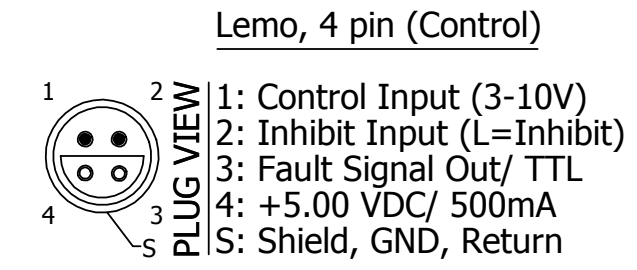 Lemo, 4 pin (Control)
1 2
4 3
S
PLUG VIEW
1: Control Input (3-10V)
2: Inhibit Input (L=Inhibit)
3: Fault Signal Out/ TTL
4: +5.00 VDC/ 500mA
S: Shield, GND, Return